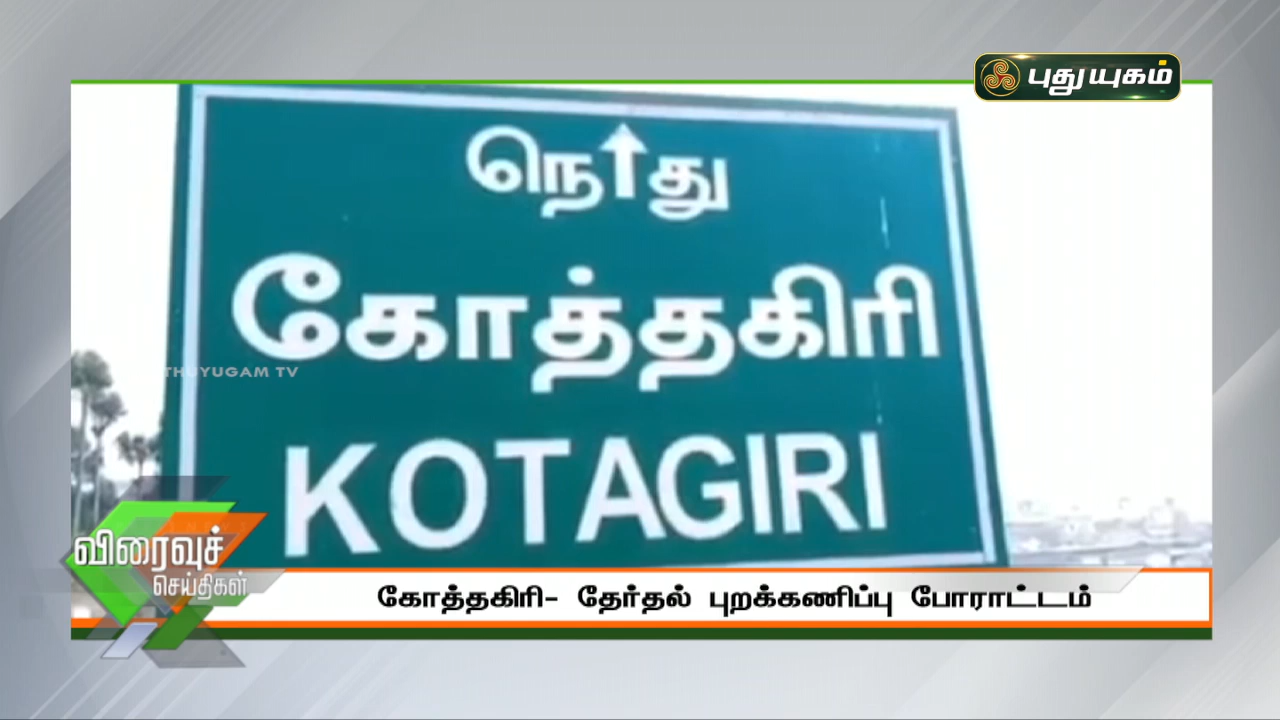 புதுயுகம்
நெ↑து
கோத்தகிரி
THUYUGAM TV
KOTAGIRI
விரைவுச்
செய்திகள்
கோத்தகிரி- தேர்தல் புறக்கணிப்பு போராட்டம்